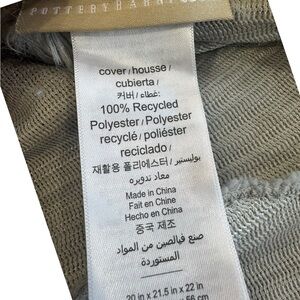 POTTERYBARN
cover / housse /
cubierta /
커버 / غطاء:
100% Recycled
Polyester / Polyester
recyclé / poliéster
reciclado /
재활용 폴리에스터 / بوليستر
معاد تدويره
Made in China
Fait en Chine
Hecho en China
중국 제조
صنع في الصين من المواد
المستوردة
20 in x 21.5 in x 22 in
56 cm